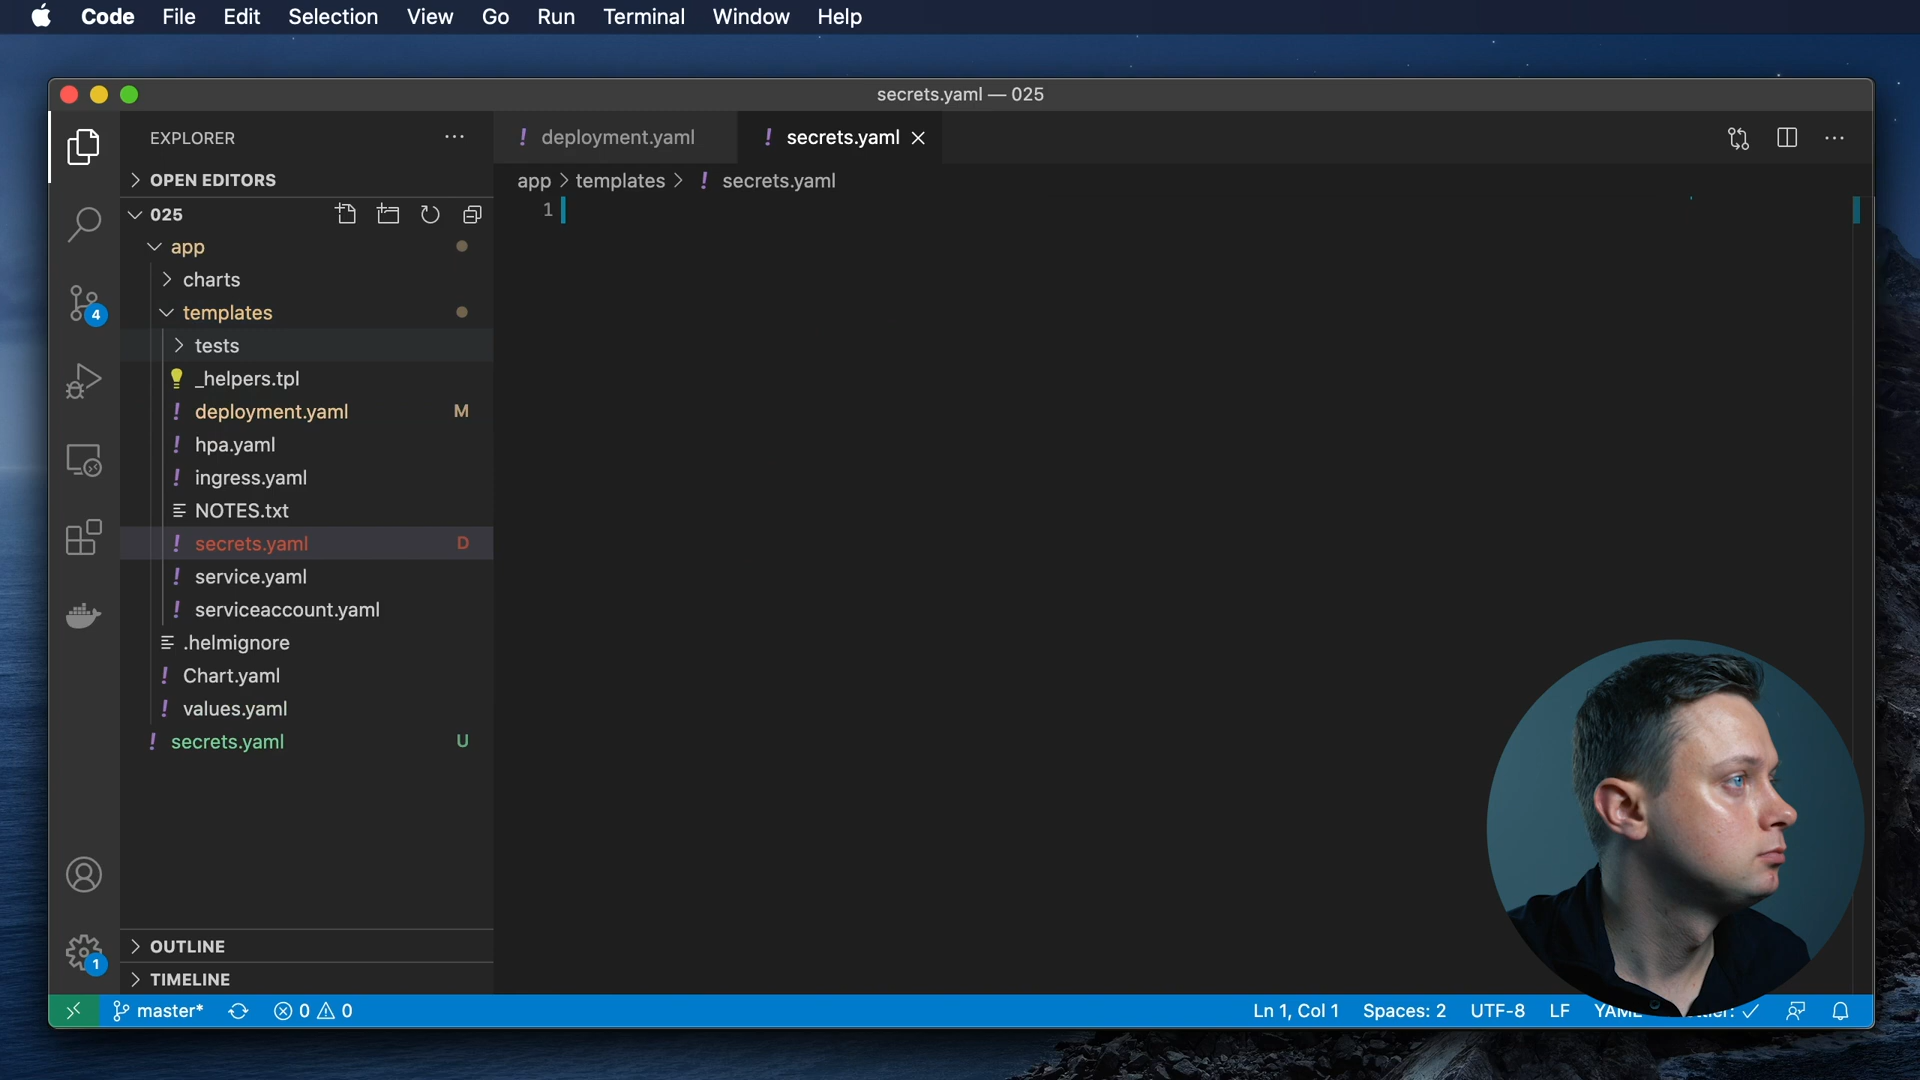 Code File Edit Selection View Go Run Terminal Window Help
secrets.yaml — 025
EXPLORER
OPEN EDITORS
025
app
charts
templates
tests
_helpers.tpl
deployment.yaml M
hpa.yaml
ingress.yaml
NOTES.txt
secrets.yaml D
service.yaml
serviceaccount.yaml
.helmignore
Chart.yaml
values.yaml
secrets.yaml U
OUTLINE
TIMELINE
4
1
! deployment.yaml ! secrets.yaml
app > templates > ! secrets.yaml
1
master* 0 0
Ln 1, Col 1 Spaces: 2 UTF-8 LF